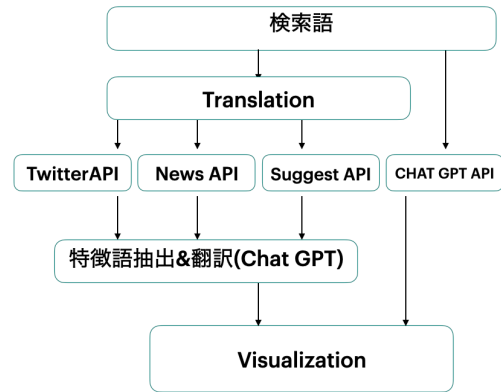 検索語
Translation
TwitterAPI
News API
Suggest API
CHAT GPT API
特徴語抽出&翻訳(Chat GPT)
Visualization